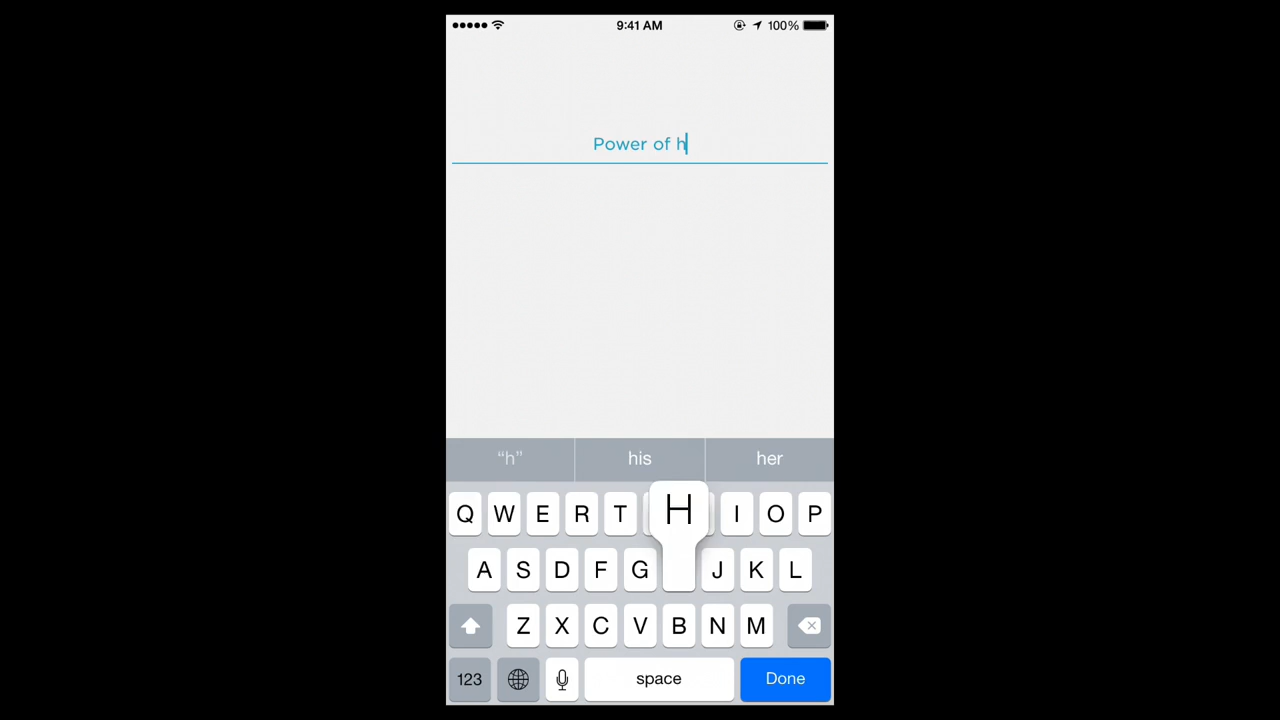 9:41 AM 100%
Power of h
“h” his her
Q W E R T H I O P
A S D F G J K L
Z X C V B N M
123 space Done